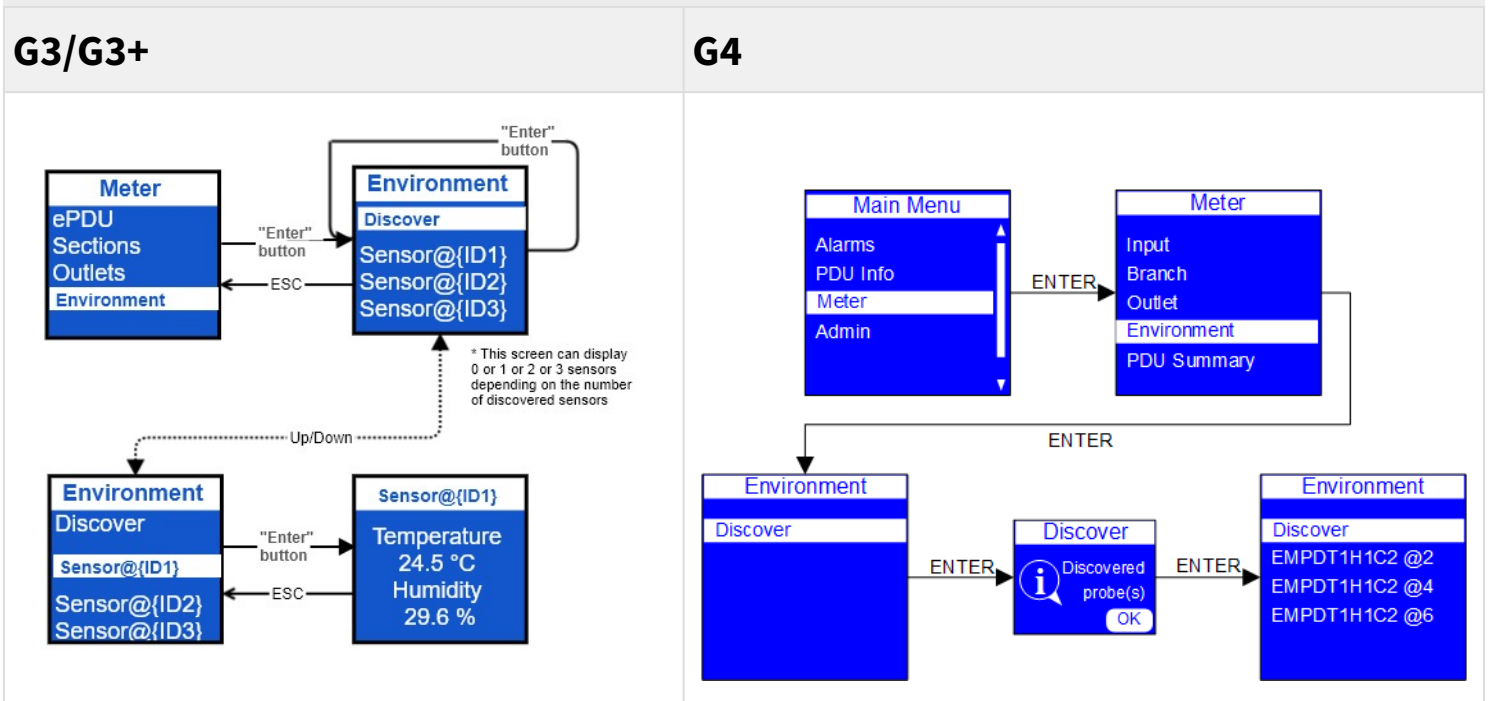 G3/G3+
G4
"Enter"
button
Meter
ePDU
Sections
Outlets
Environment
"Enter"
button
ESC
Environment
Discover
Sensor@{ID1}
Sensor@{ID2}
Sensor@{ID3}
* This screen can display
0 or 1 or 2 or 3 sensors
depending on the number
of discovered sensors
Up/Down
Environment
Discover
Sensor@{ID1}
Sensor@{ID2}
Sensor@{ID3}
"Enter"
button
ESC
Sensor@{ID1}
Temperature
24.5 °C
Humidity
29.6 %
Main Menu
Alarms
PDU Info
Meter
Admin
ENTER
Meter
Input
Branch
Outlet
Environment
PDU Summary
ENTER
Environment
Discover
ENTER
Discover
i
Discovered
probe(s)
OK
ENTER
Environment
Discover
EMPDT1H1C2 @2
EMPDT1H1C2 @4
EMPDT1H1C2 @6